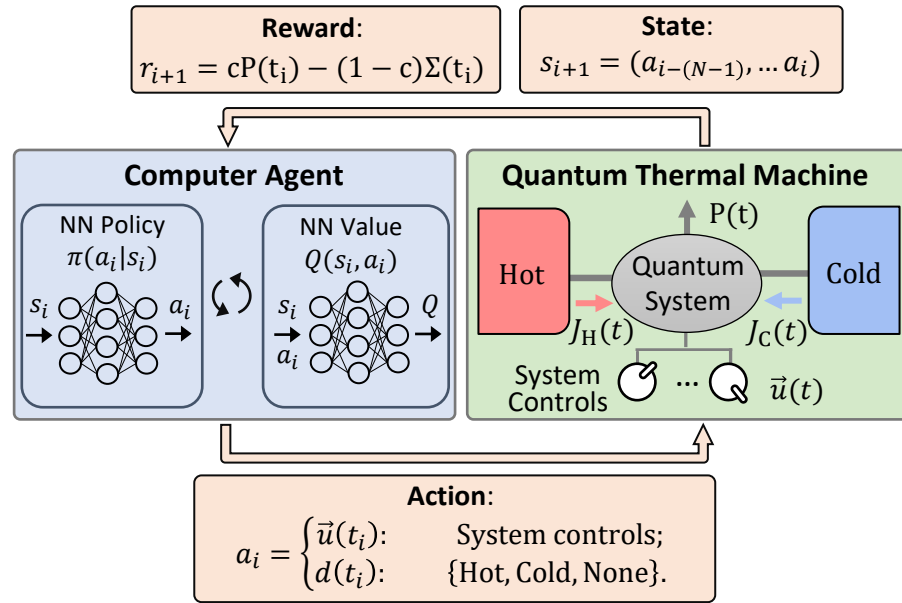 Reward:
r_{i+1} = cP(t_i) − (1 − c)Σ(t_i)
State:
s_{i+1} = (a_{i−(N−1)}, … a_i)
Computer Agent
NN Policy
π(a_i|s_i)
s_i
a_i
NN Value
Q(s_i, a_i)
s_i
a_i
Q
Quantum Thermal Machine
P(t)
Hot
Quantum
System
Cold
J_H(t)
J_C(t)
System
Controls
...
u⃗(t)
Action:
a_i = { u⃗(t_i): System controls;
d(t_i): {Hot, Cold, None}.